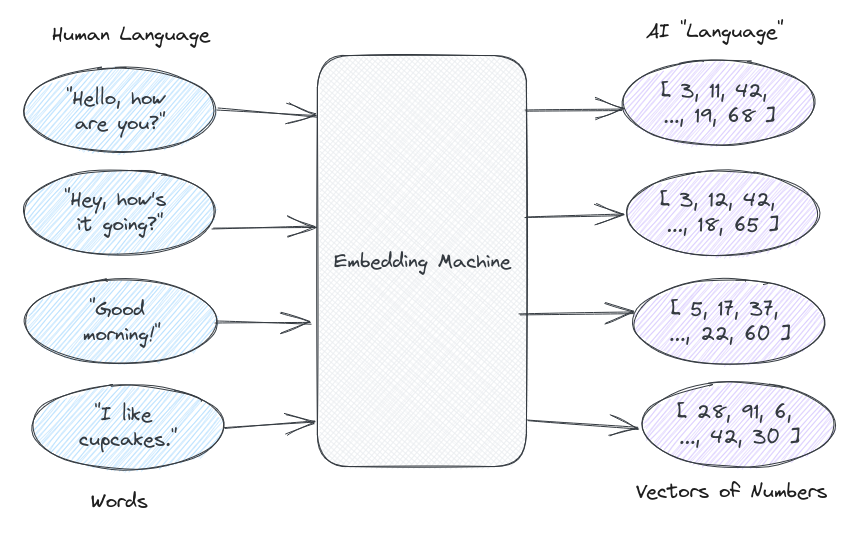 Human Language
AI "Language"
"Hello, how
are you?"
"Hey, how's
it going?"
"Good
morning!"
"I like
cupcakes."
Words
Embedding Machine
[ 3, 11, 42,
..., 19, 68 ]
[ 3, 12, 42,
..., 18, 65 ]
[ 5, 17, 37,
..., 22, 60 ]
[ 28, 91, 6,
..., 42, 30 ]
Vectors of Numbers